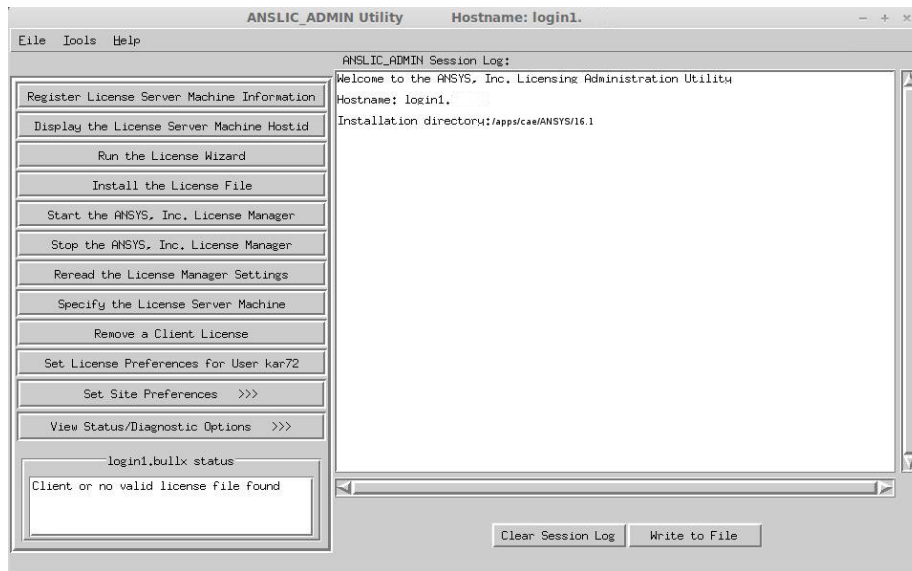 ANSLIC_ADMIN Utility Hostname: login1.
File Tools Help
ANSLIC_ADMIN Session Log:
Register License Server Machine Information
Display the License Server Machine Hostid
Run the License Wizard
Install the License File
Start the ANSYS, Inc. License Manager
Stop the ANSYS, Inc. License Manager
Reread the License Manager Settings
Specify the License Server Machine
Remove a Client License
Set License Preferences for User kar72
Set Site Preferences >>>
View Status/Diagnostic Options >>>
login1.bullx status
Client or no valid license file found
Welcome to the ANSYS, Inc. Licensing Administration Utility
Hostname: login1.
Installation directory:/apps/cae/ANSYS/16.1
Clear Session Log Write to File